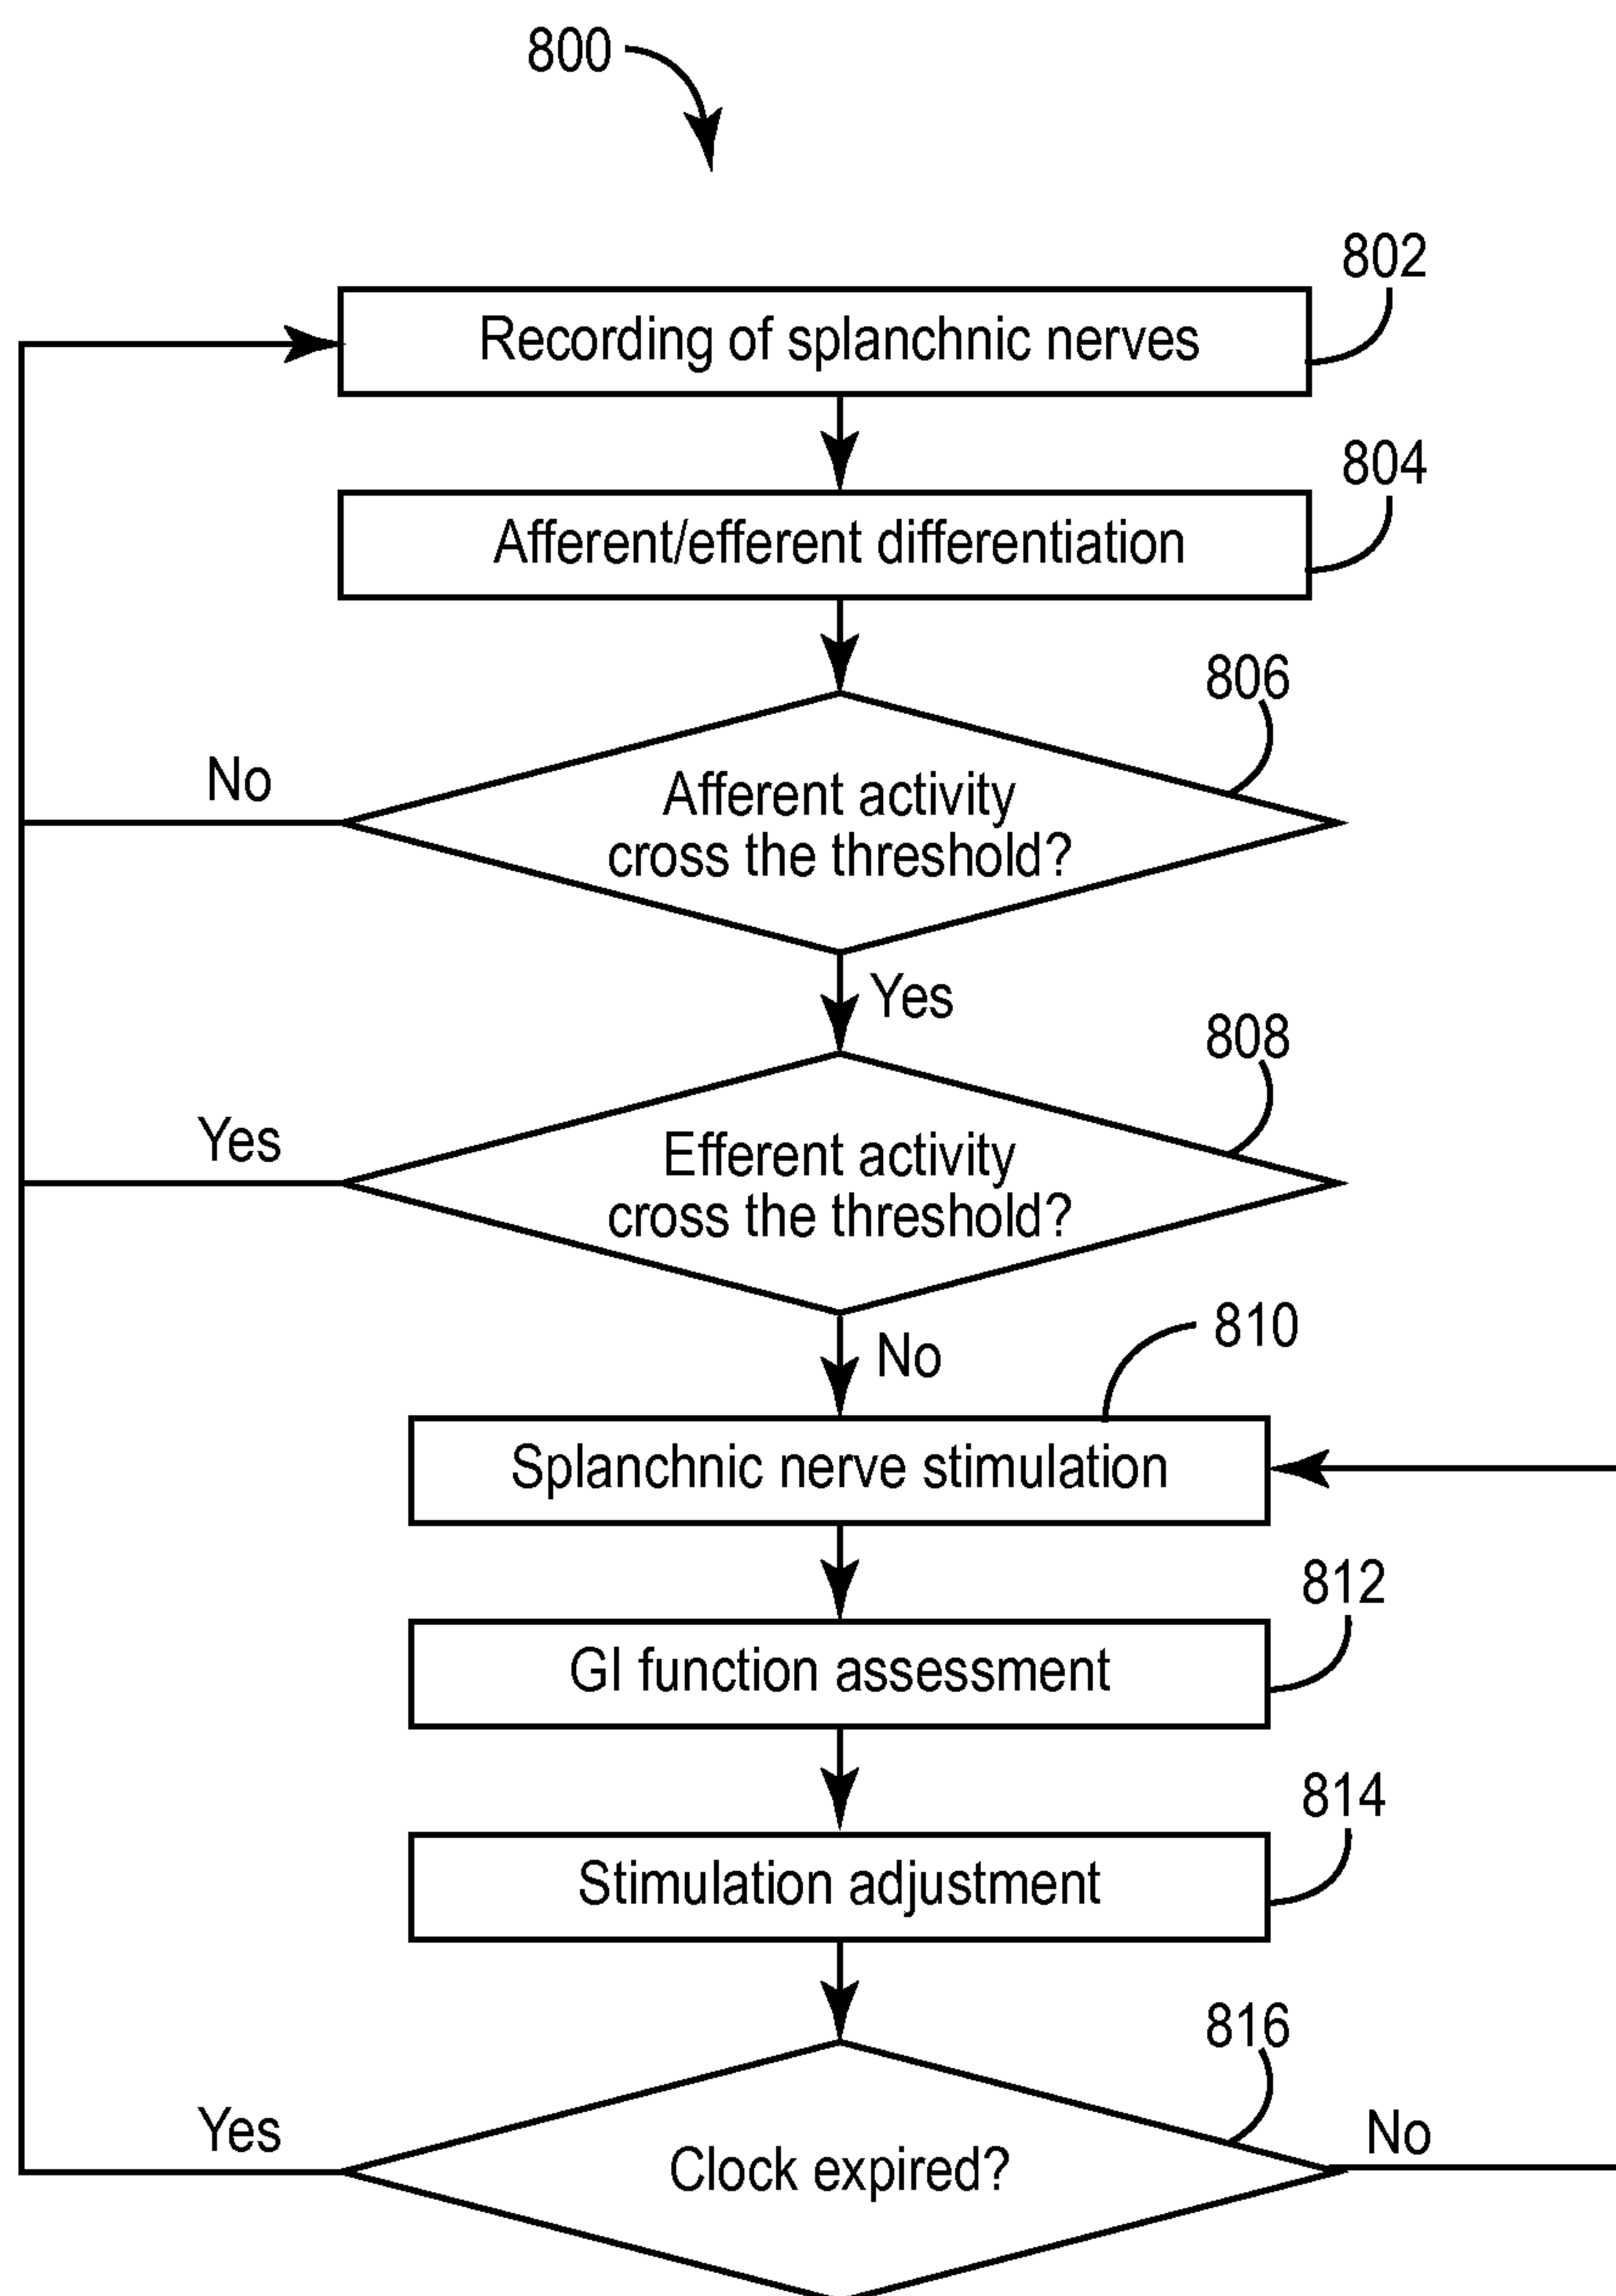 800
802
Recording of splanchnic nerves
804
Afferent/efferent differentiation
806
No
Afferent activity
cross the threshold?
Yes
808
Yes
Efferent activity
cross the threshold?
810
No
Splanchnic nerve stimulation
812
GI function assessment
814
Stimulation adjustment
816
Yes
No
Clock expired?